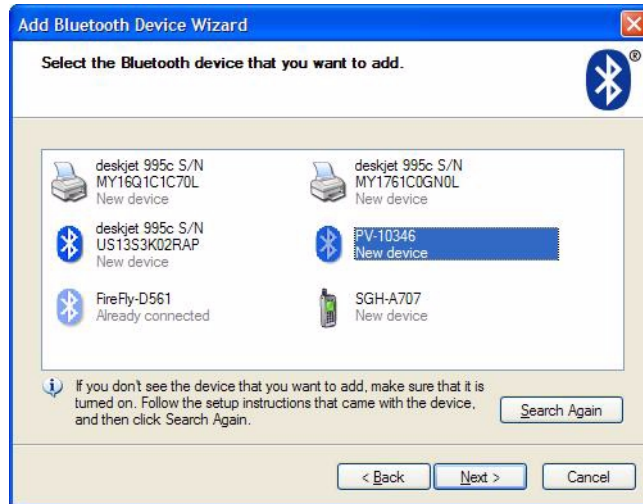 Add Bluetooth Device Wizard
Select the Bluetooth device that you want to add.
®
deskjet 995c S/N
MY16Q1C1C70L
New device
deskjet 995c S/N
MY1761C0GN0L
New device
deskjet 995c S/N
US13S3K02RAP
New device
PV-10346
New device
FireFly-D561
Already connected
SGH-A707
New device
If you don't see the device that you want to add, make sure that it is
turned on. Follow the setup instructions that came with the device,
and then click Search Again.
Search Again
< Back
Next >
Cancel